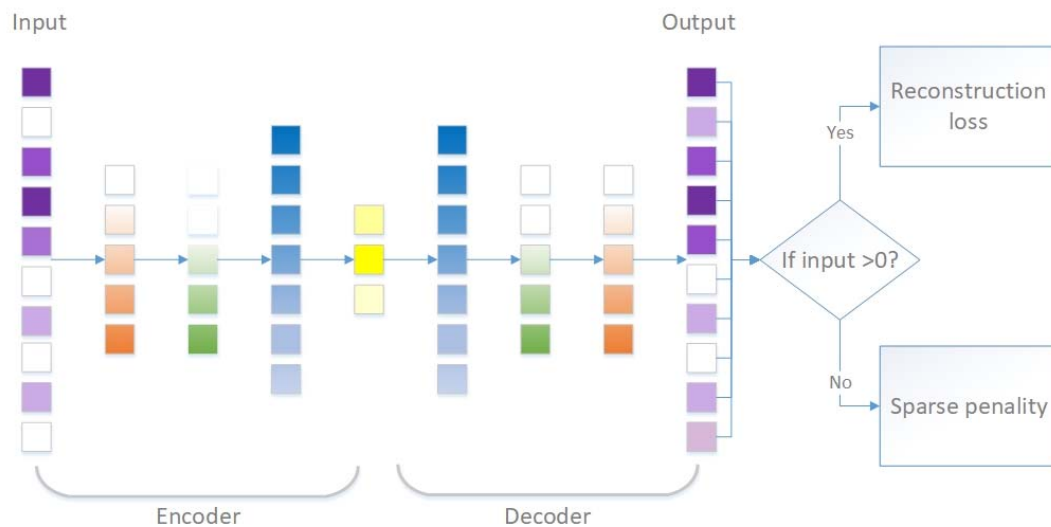 Input
Output
Reconstruction
loss
Yes
If input >0?
No
Sparse penality
Encoder
Decoder